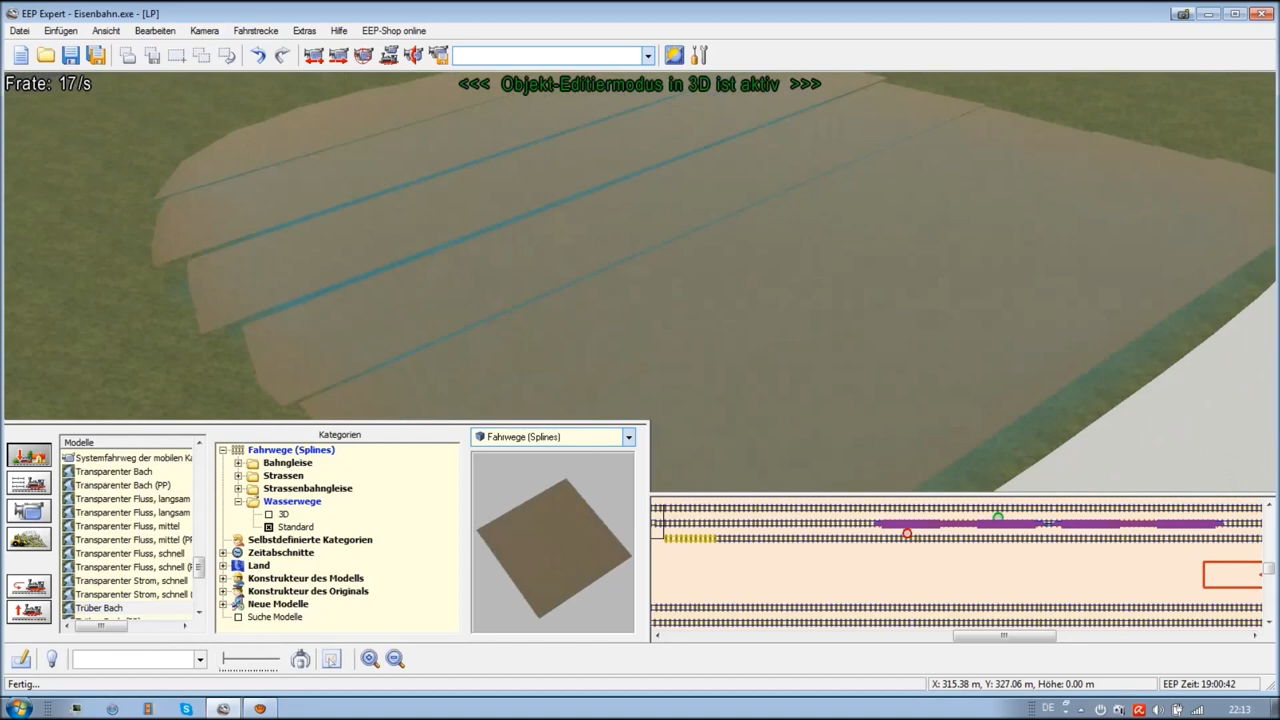 EEP Expert - Eisenbahn.exe - [LP]
Datei Einfügen Ansicht Bearbeiten Kamera Fahrstrecke Extras Hilfe EEP-Shop online
Frate: 17/s
<<< Objekt-Editiermodus in 3D ist aktiv >>>
Modelle
Systemfahrweg der mobilen Ka
Transparenter Bach
Transparenter Bach (PP)
Transparenter Fluss, langsam
Transparenter Fluss, langsam
Transparenter Fluss, mittel
Transparenter Fluss, mittel (PP
Transparenter Fluss, schnell
Transparenter Fluss, schnell (P
Transparenter Strom, schnell
Transparenter Strom, schnell (
Trüber Bach
Kategorien
Fahrwege (Splines)
Bahngleise
Strassen
Strassenbahngleise
Wasserwege
3D
Standard
Selbstdefinierte Kategorien
Zeitabschnitte
Land
Konstrukteur des Modells
Konstrukteur des Originals
Neue Modelle
Suche Modelle
Fahrwege (Splines)
Fertig...
X: 315.38 m, Y: 327.06 m, Höhe: 0.00 m
EEP Zeit: 19:00:42
DE
22:13